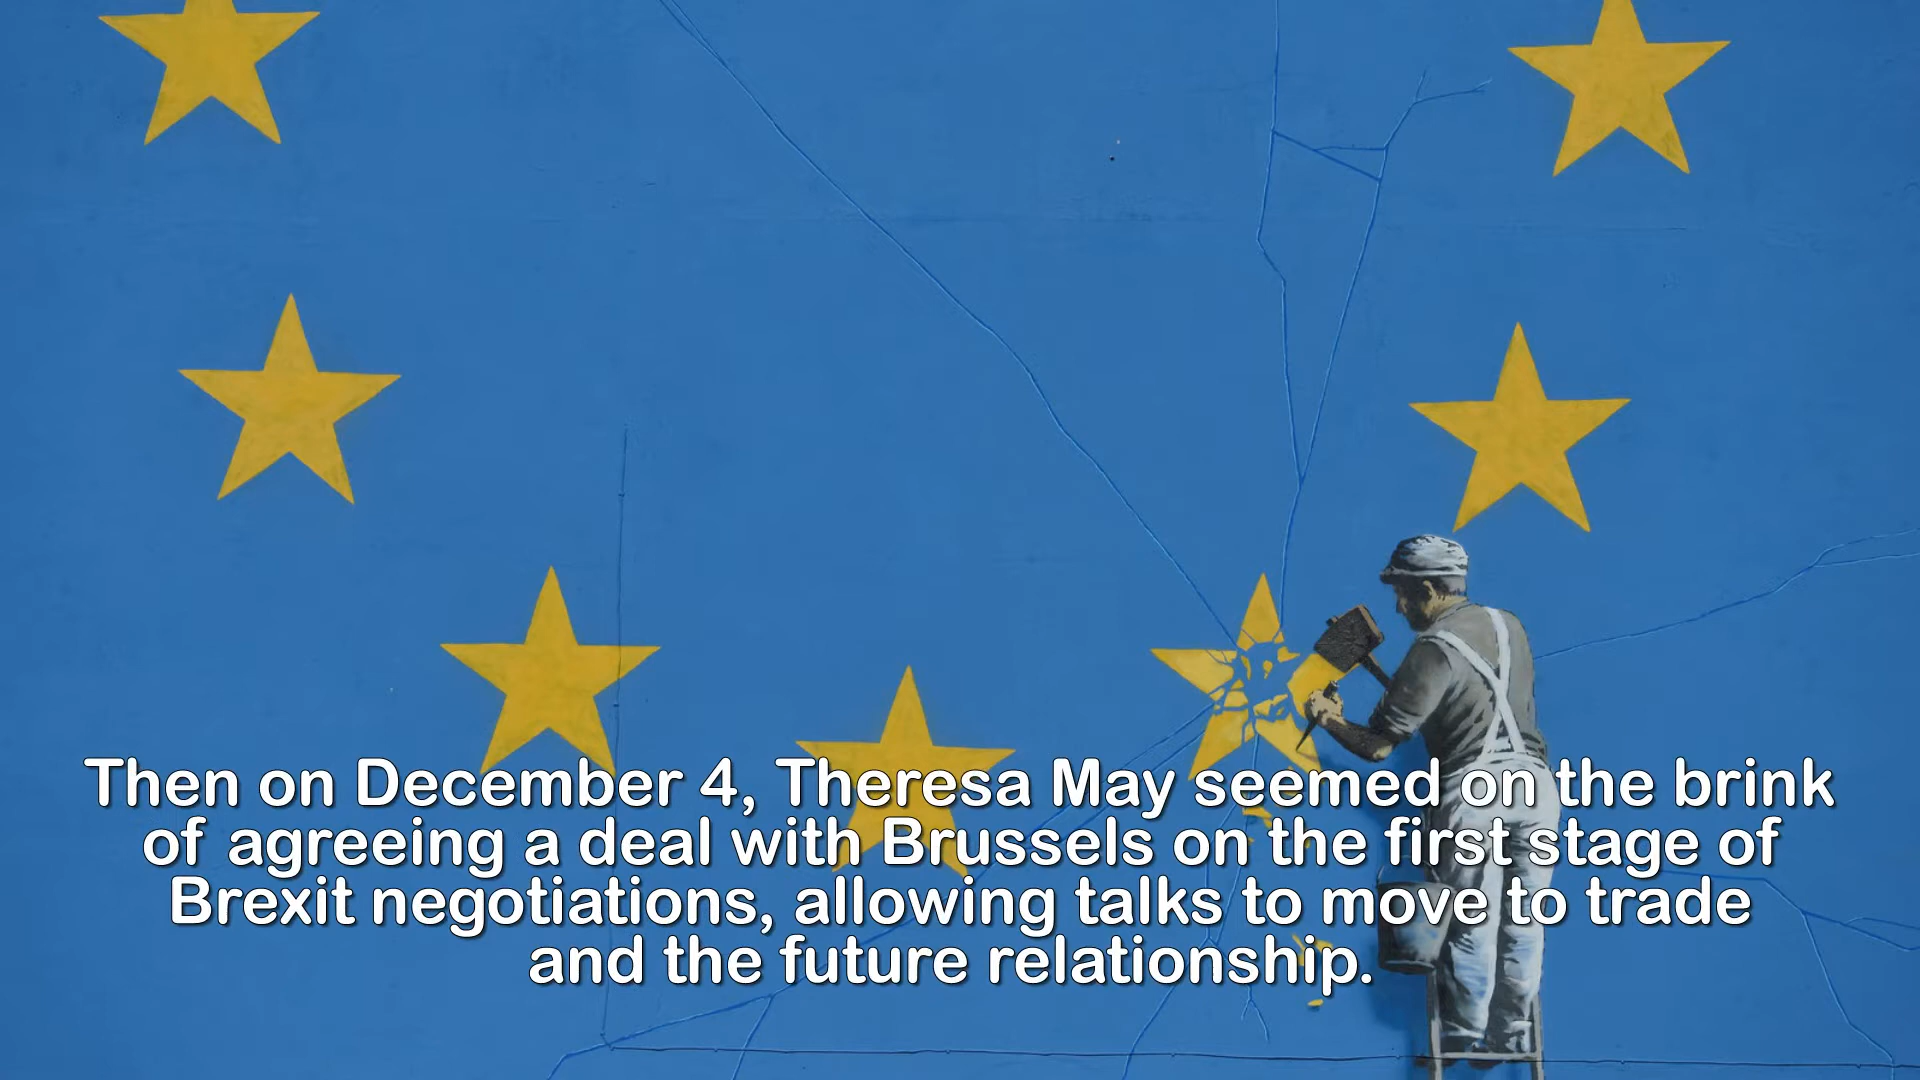 Then on December 4, Theresa May seemed on the brink
of agreeing a deal with Brussels on the first stage of
Brexit negotiations, allowing talks to move to trade
and the future relationship.